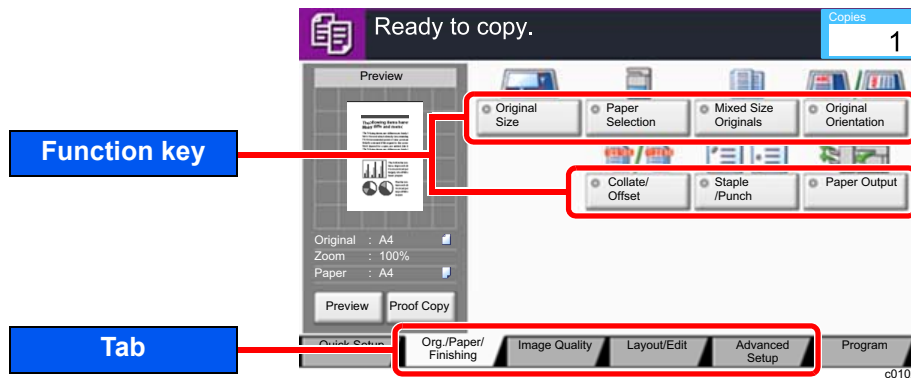 Ready to copy.
Copies
1
Preview
Original
Size
Paper
Selection
Mixed Size
Originals
Original
Orientation
Function key
Collate/
Offset
Staple
/Punch
Paper Output
Original : A4
Zoom : 100%
Paper : A4
Preview
Proof Copy
Tab
Quick Setup
Org./Paper/
Finishing
Image Quality
Layout/Edit
Advanced
Setup
Program
c010